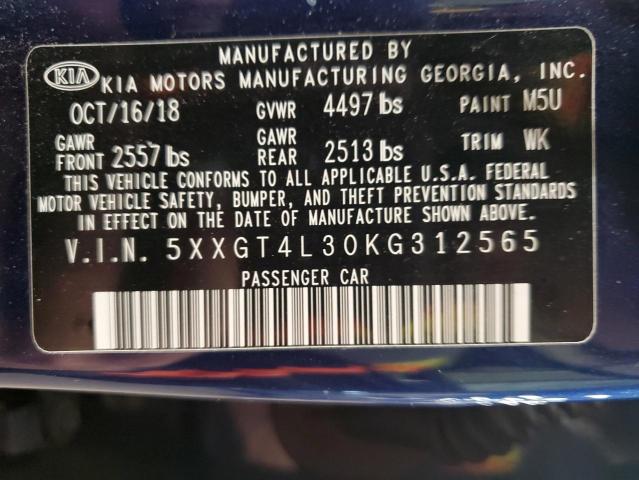 MANUFACTURED BY
KIA KIA MOTORS MANUFACTURING GEORGIA, INC.
OCT/16/18 GVWR 4497 lbs PAINT M5U
GAWR FRONT 2557 lbs GAWR REAR 2513 lbs TRIM WK
THIS VEHICLE CONFORMS TO ALL APPLICABLE U.S.A. FEDERAL
MOTOR VEHICLE SAFETY, BUMPER, AND THEFT PREVENTION STANDARDS
IN EFFECT ON THE DATE OF MANUFACTURE SHOWN ABOVE.
V.I.N. 5XXGT4L30KG312565
PASSENGER CAR